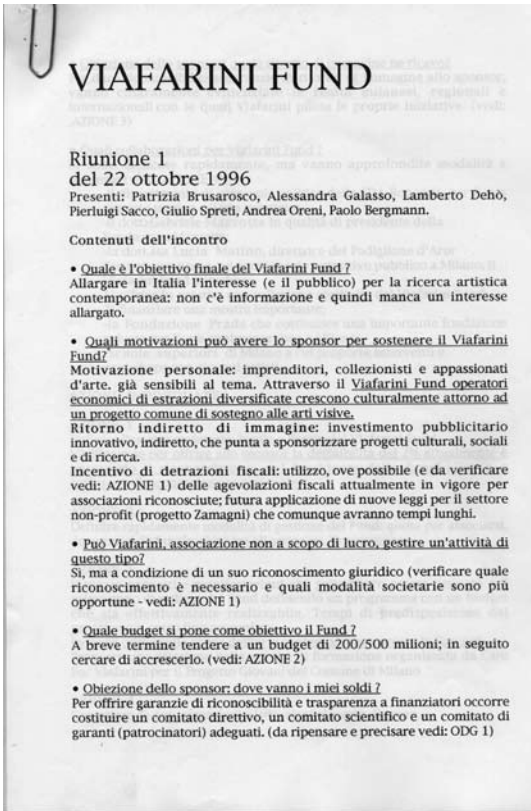 VIAFARINI FUND
Riunione 1
del 22 ottobre 1996
Presenti: Patrizia Brusarosco, Alessandra Galasso, Lamberto Dehò,
Pierluigi Sacco, Giulio Spreti, Andrea Oreni, Paolo Bergmann.
Contenuti dell'incontro
• Quale è l'obiettivo finale del Viafarini Fund ?
Allargare in Italia l'interesse (e il pubblico) per la ricerca artistica
contemporanea: non c'è informazione e quindi manca un interesse
allargato.
• Quali motivazioni può avere lo sponsor per sostenere il Viafarini
Fund?
Motivazione personale: imprenditori, collezionisti e appassionati
d'arte. già sensibili al tema. Attraverso il Viafarini Fund operatori
economici di estrazioni diversificate crescono culturalmente attorno ad
un progetto comune di sostegno alle arti visive.
Ritorno indiretto di immagine: investimento pubblicitario
innovativo, indiretto, che punta a sponsorizzare progetti culturali, sociali
e di ricerca.
Incentivo di detrazioni fiscali: utilizzo, ove possibile (e da verificare
vedi: AZIONE 1) delle agevolazioni fiscali attualmente in vigore per
associazioni riconosciute; futura applicazione di nuove leggi per il settore
non-profit (progetto Zamagni) che comunque avranno tempi lunghi.
• Può Viafarini, associazione non a scopo di lucro, gestire un'attività di
questo tipo?
Sì, ma a condizione di un suo riconoscimento giuridico (verificare quale
riconoscimento è necessario e quali modalità societarie sono più
opportune - vedi: AZIONE 1)
• Quale budget si pone come obiettivo il Fund ?
A breve termine tendere a un budget di 200/500 milioni; in seguito
cercare di accrescerlo. (vedi: AZIONE 2)
• Obiezione dello sponsor: dove vanno i miei soldi ?
Per offrire garanzie di riconoscibilità e trasparenza a finanziatori occorre
costituire un comitato direttivo, un comitato scientifico e un comitato di
garanti (patrocinatori) adeguati. (da ripensare e precisare vedi: ODG 1)